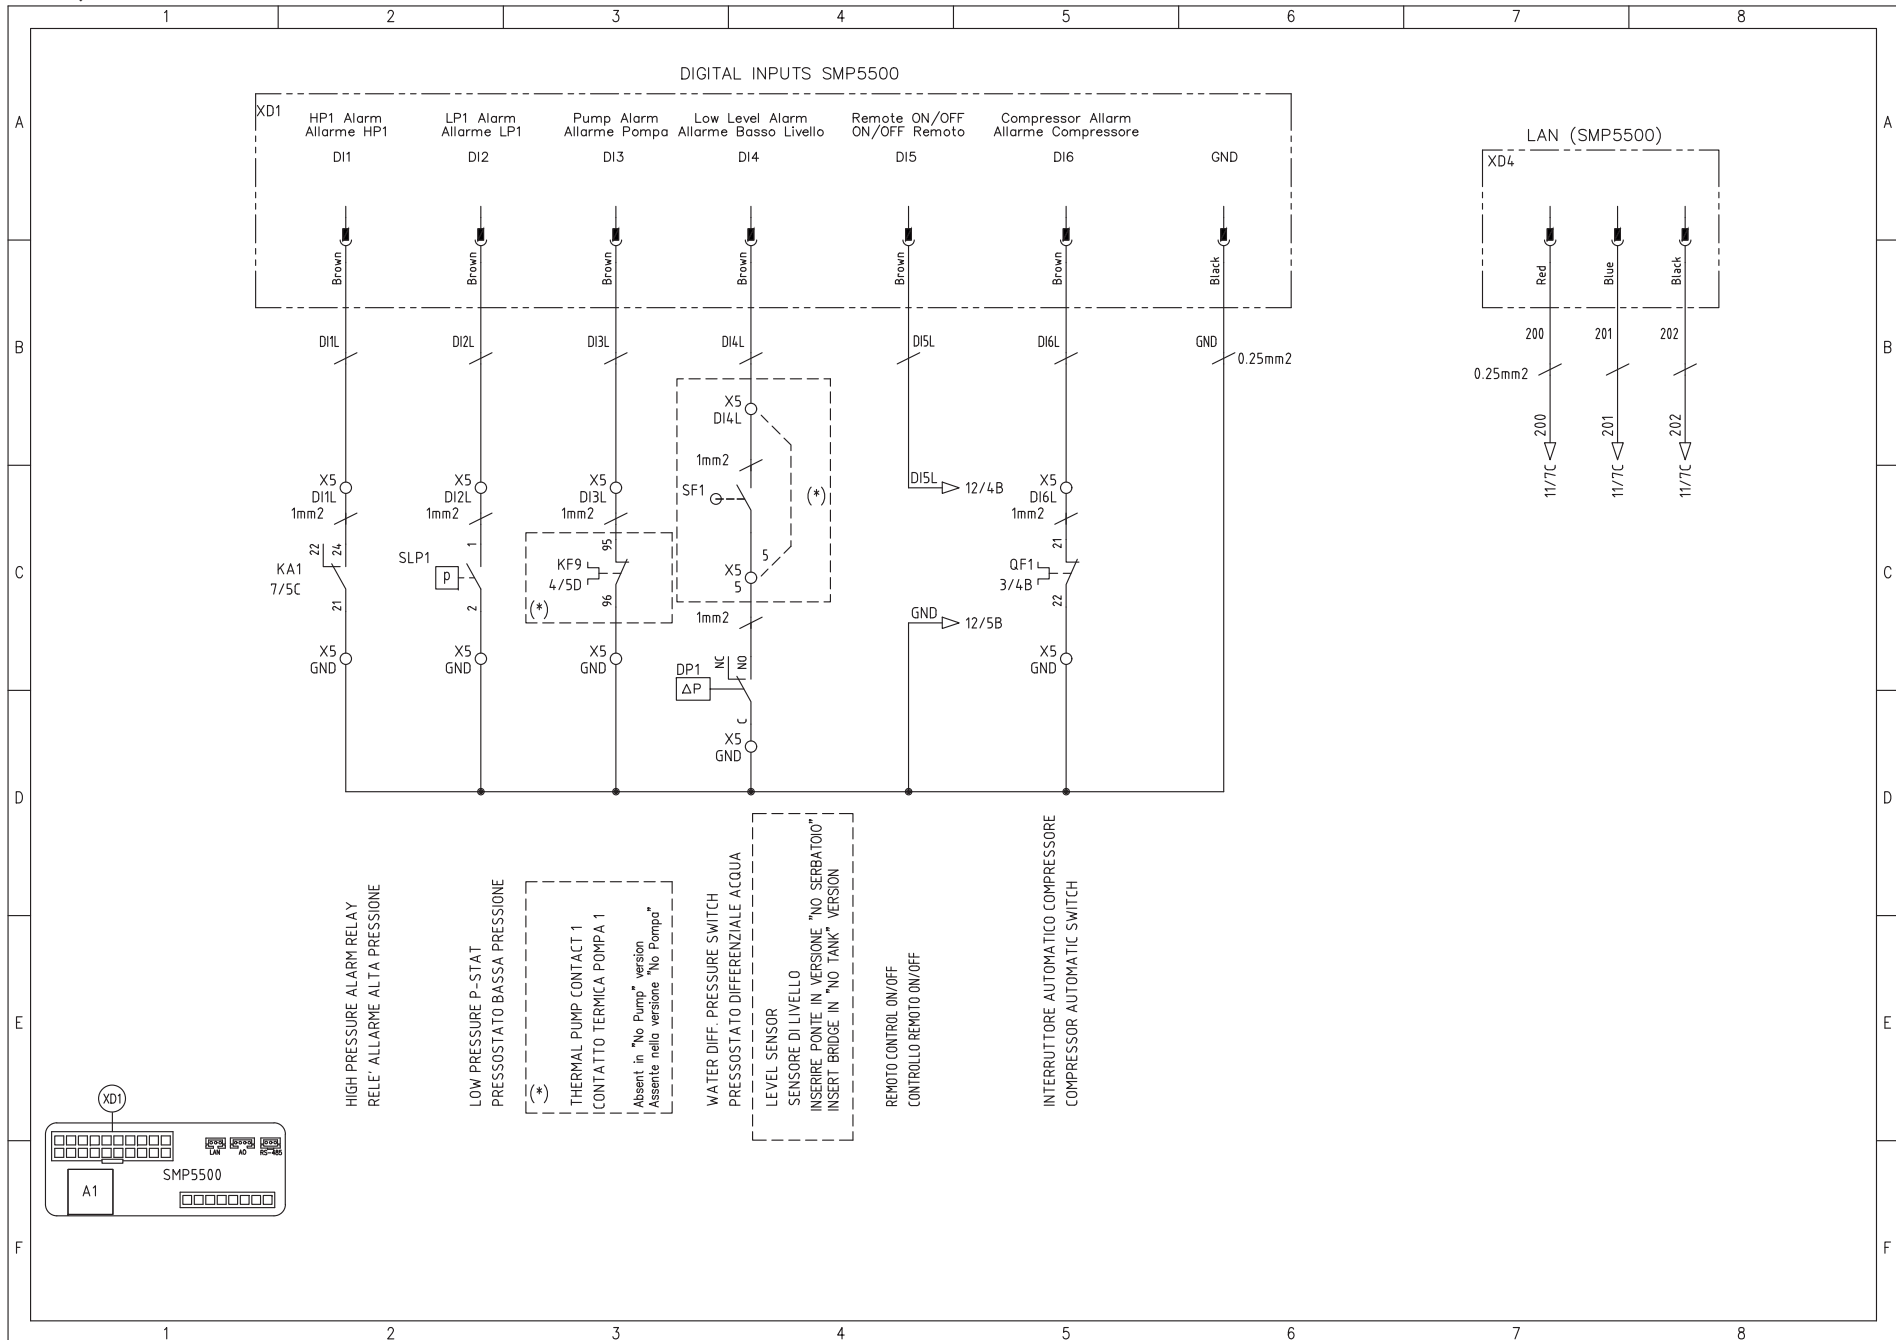 1 2 3 4 5 6 7 8
DIGITAL INPUTS SMP5500
A
A
XD1
HP1 Alarm
Allarme HP1
DI1
LP1 Alarm
Allarme LP1
DI2
Pump Alarm
Allarme Pompa
DI3
Low Level Alarm
Allarme Basso Livello
DI4
Remote ON/OFF
ON/OFF Remoto
DI5
Compressor Allarm
Allarme Compressore
DI6
GND
LAN (SMP5500)
XD4
Brown
Brown
Brown
Brown
Brown
Brown
Black
Red
Blue
Black
B
B
DI1L
DI2L
DI3L
DI4L
DI5L
DI6L
GND
0.25mm2
200
201
202
0.25mm2
200
201
202
11/7C
11/7C
11/7C
X5
DI4L
1mm2
SF1
(*)
5
X5
5
1mm2
X5
DI1L
1mm2
22
24
KA1
7/5C
21
X5
GND
X5
DI2L
1mm2
1
SLP1
P
2
X5
GND
X5
DI3L
1mm2
95
KF9
4/5D
96
(*)
X5
GND
NC
NO
DP1
ΔP
C
X5
GND
DI5L
12/4B
GND
12/5B
X5
DI6L
1mm2
21
QF1
3/4B
22
X5
GND
C
C
D
D
HIGH PRESSURE ALARM RELAY
RELE' ALLARME ALTA PRESSIONE
LOW PRESSURE P-STAT
PRESSOSTATO BASSA PRESSIONE
(*)
THERMAL PUMP CONTACT 1
CONTATTO TERMICA POMPA 1
Absent in "No Pump" version
Assente nella versione "No Pompa"
WATER DIFF. PRESSURE SWITCH
PRESSOSTATO DIFFERENZIALE ACQUA
LEVEL SENSOR
SENSORE DI LIVELLO
INSERIRE PONTE IN VERSIONE "NO SERBATOIO"
INSERT BRIDGE IN "NO TANK" VERSION
REMOTO CONTROL ON/OFF
CONTROLLO REMOTO ON/OFF
INTERRUTTORE AUTOMATICO COMPRESSORE
COMPRESSOR AUTOMATIC SWITCH
E
E
XD1
LAN
AO
RS-485
SMP5500
A1
F
F
1 2 3 4 5 6 7 8